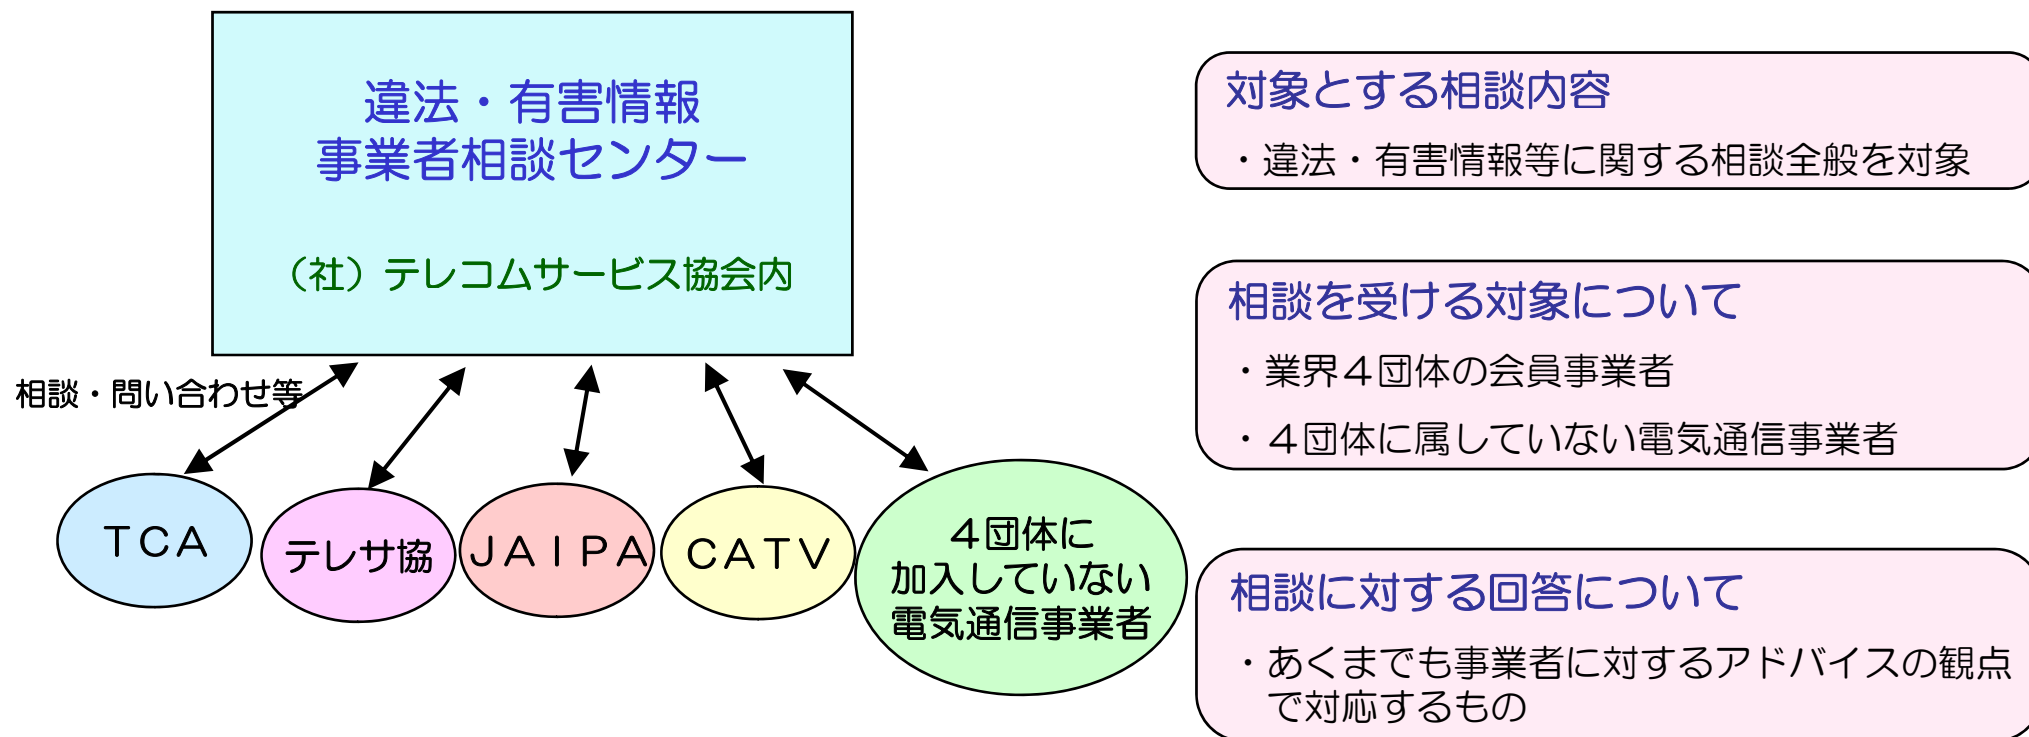 違法・有害情報
事業者相談センター
（社）テレコムサービス協会内
相談・問い合わせ等
ＴＣＡ
テレサ協
ＪＡＩＰＡ
ＣＡＴＶ
４団体に
加入していない
電気通信事業者
対象とする相談内容
・違法・有害情報等に関する相談全般を対象
相談を受ける対象について
・業界４団体の会員事業者
・４団体に属していない電気通信事業者
相談に対する回答について
・あくまでも事業者に対するアドバイスの観点
で対応するもの